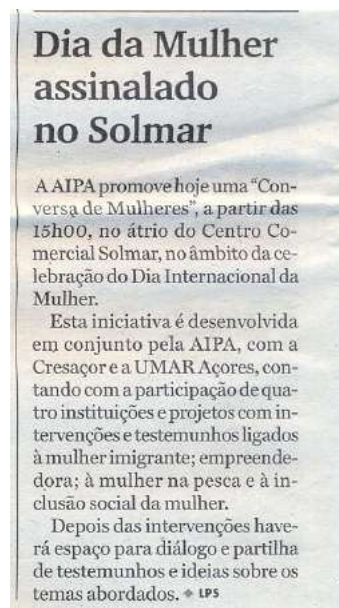 Dia da Mulher
assinalado
no Solmar
A AIPA promove hoje uma “Con-
versa de Mulheres”, a partir das
15h00, no átrio do Centro Co-
mercial Solmar, no âmbito da ce-
lebração do Dia Internacional da
Mulher.
Esta iniciativa é desenvolvida
em conjunto pela AIPA, com a
Cresaçor e a UMAR Açores, con-
tando com a participação de qua-
tro instituições e projetos com in-
tervenções e testemunhos ligados
à mulher imigrante; empreende-
dora; à mulher na pesca e à in-
clusão social da mulher.
Depois das intervenções have-
rá espaço para diálogo e partilha
de testemunhos e ideias sobre os
temas abordados. ◆ LPS